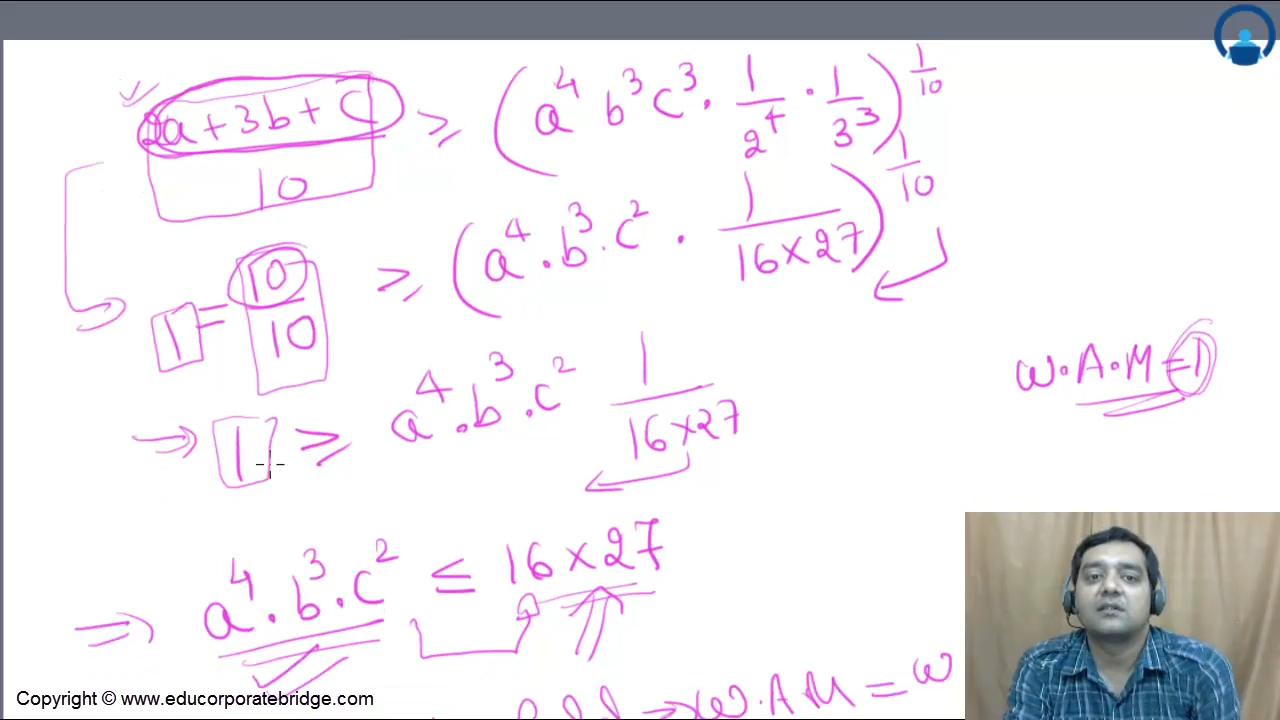 (2a+3b+c)/10 ≥ (a⁴ b³ c³ · 1/2⁴ · 1/3³)^(1/10)
1 = 10/10 ≥ (a⁴ · b³ · c² · 1/(16×27))^(1/10)
w.A.M = 1
⇒ 1 ≥ a⁴ · b³ · c² 1/(16×27)
⇒ a⁴ · b³ · c² ≤ 16×27
w.A.M = w
Copyright © www.educorporatebridge.com